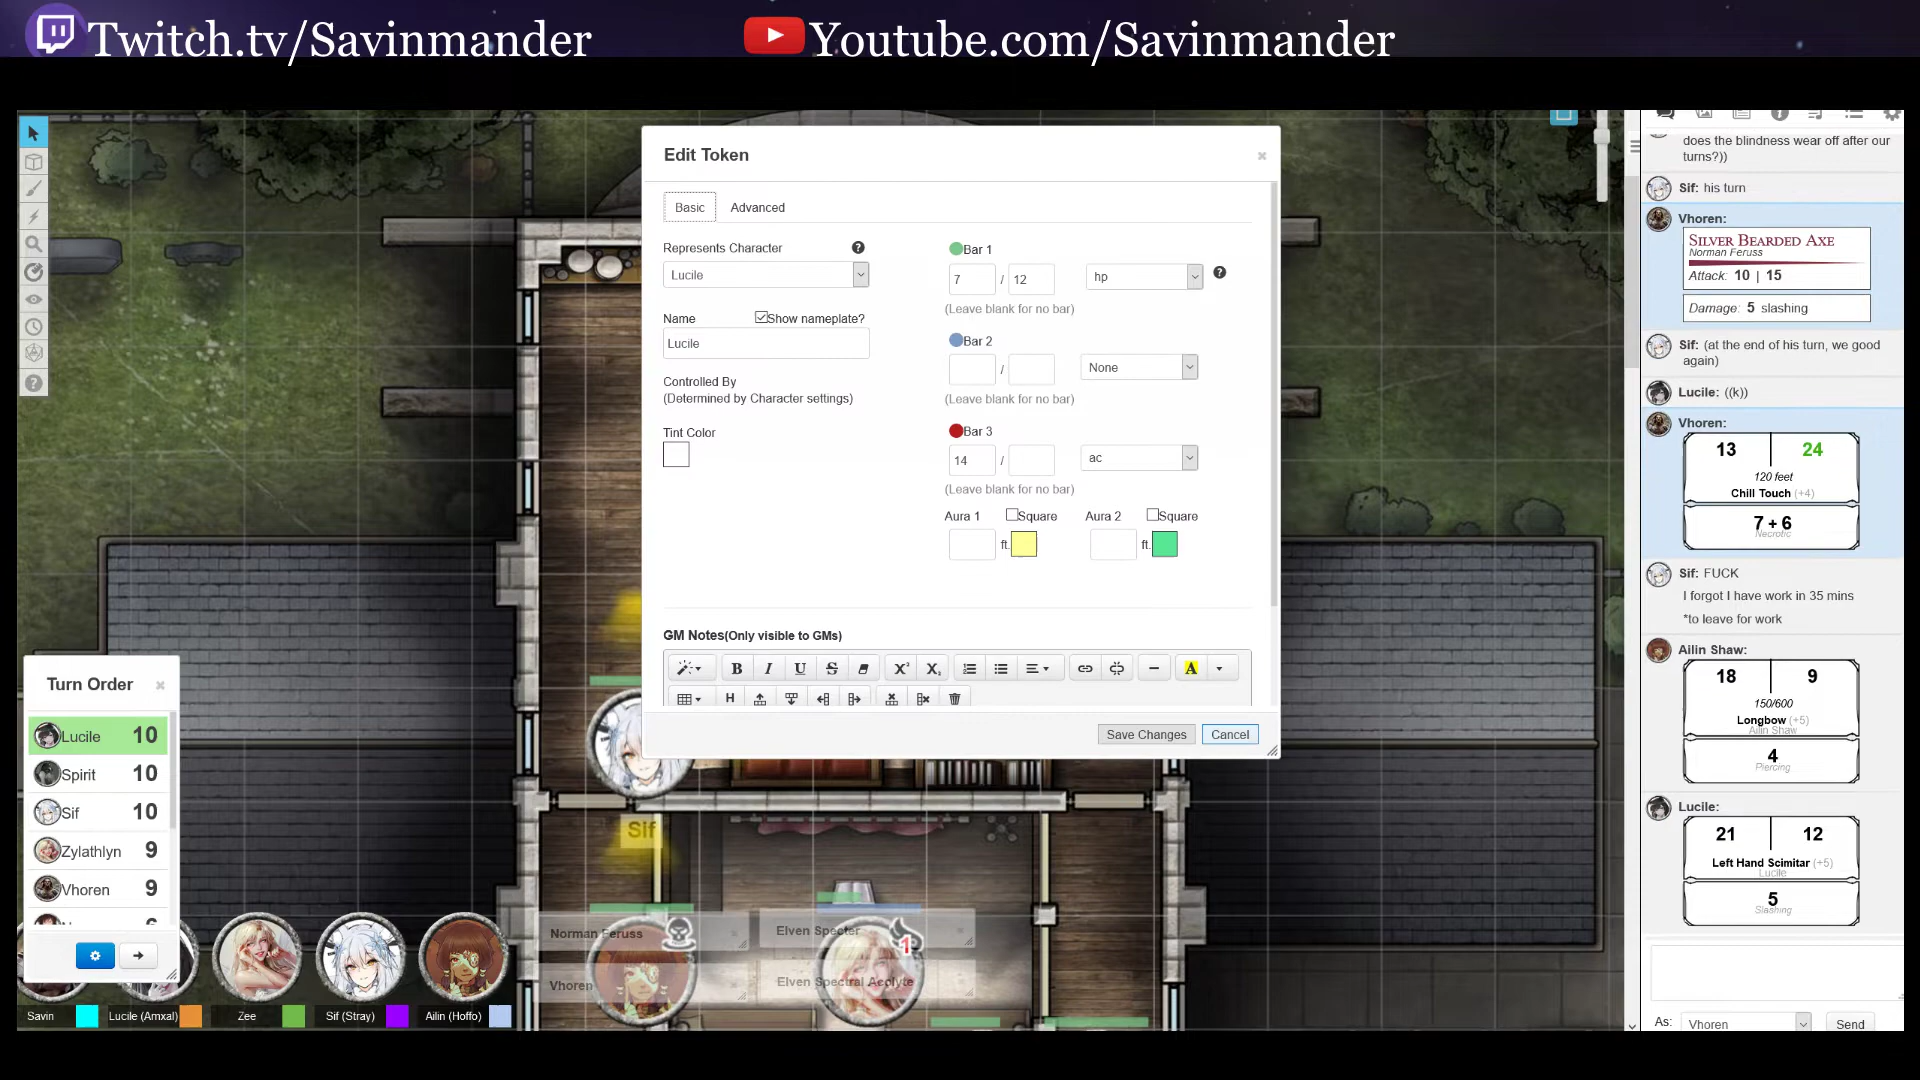 Twitch.tv/Savinmander
Youtube.com/Savinmander
Edit Token
×
Basic
Advanced
Represents Character
?
Lucile
Name
Show nameplate?
Lucile
Controlled By
(Determined by Character settings)
Tint Color
Bar 1
7 / 12
hp
?
(Leave blank for no bar)
Bar 2
/
None
(Leave blank for no bar)
Bar 3
14 /
ac
(Leave blank for no bar)
Aura 1
Square
Aura 2
Square
ft.
ft.
GM Notes(Only visible to GMs)
B I U S X² X₁ A
H
Save Changes
Cancel
Turn Order ×
Lucile 10
Spirit 10
Sif 10
Zylathlyn 9
Vhoren 9
Savin
Lucile (Amxal)
Zee
Sif (Stray)
Ailin (Hoffo)
Sif
Norman Feruss ×
Elven Specter ×
1
Vhoren ×
Elven Spectral Acolyte ×
does the blindness wear off after our
turns?))
Sif: his turn
Vhoren:
Silver Bearded Axe
Norman Feruss
Attack: 10 | 15
Damage: 5 slashing
Sif: (at the end of his turn, we good
again)
Lucile: ((k))
Vhoren:
13 24
120 feet
Chill Touch (+4)
7 + 6
Necrotic
Sif: FUCK
I forgot I have work in 35 mins
*to leave for work
Ailin Shaw:
18 9
150/600
Longbow (+5)
Ailin Shaw
4
Piercing
Lucile:
21 12
Left Hand Scimitar (+5)
Lucile
5
Slashing
As:
Vhoren
Send